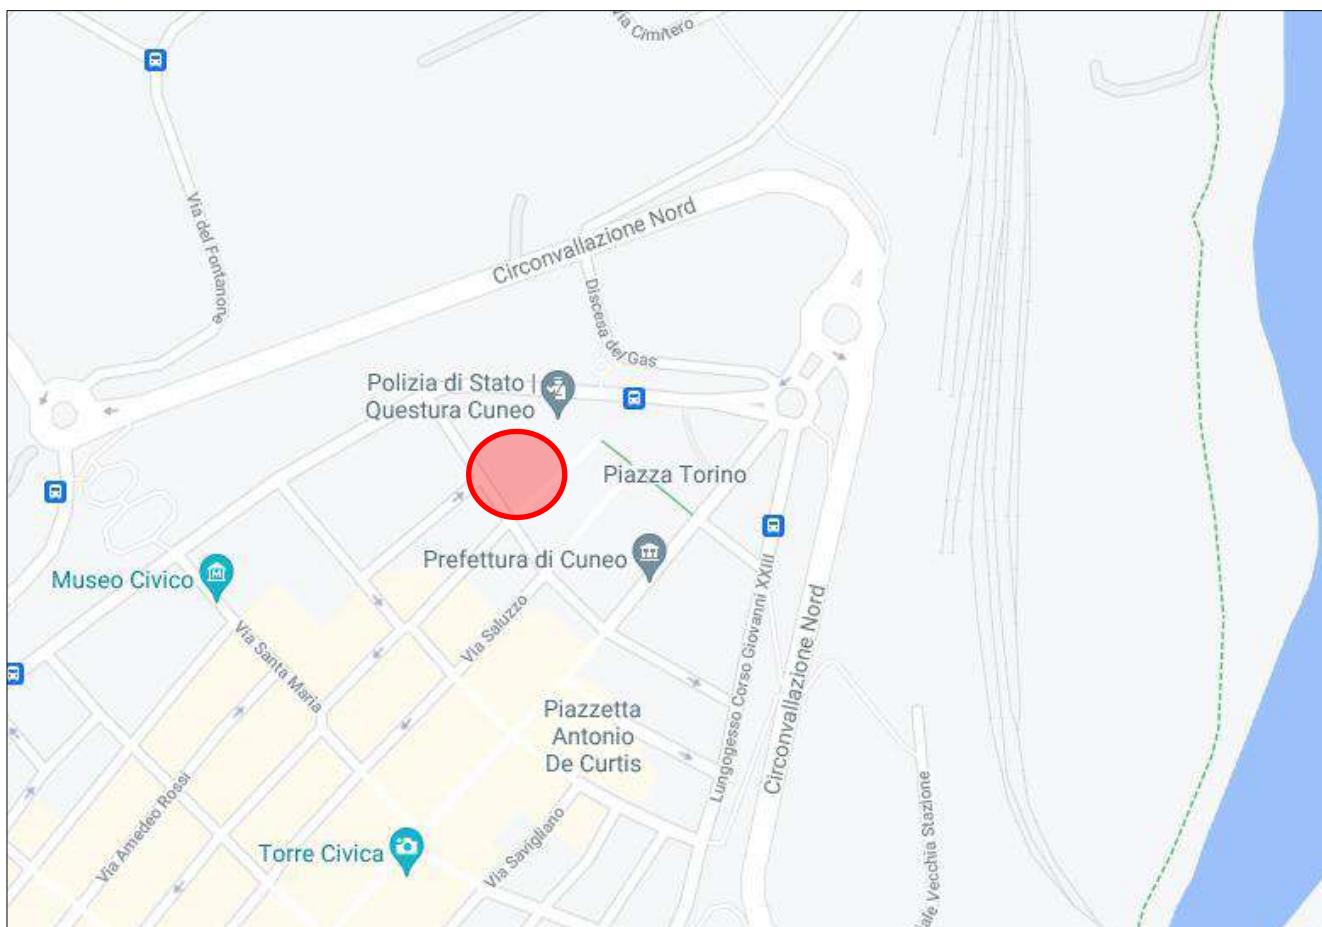 Via Cimitero
Via del Fontanone
Circonvallazione Nord
Discesa del Gas
Polizia di Stato |
Questura Cuneo
Piazza Torino
Prefettura di Cuneo
Museo Civico
Via Santa Maria
Via Saluzzo
Lungogesso Corso Giovanni XXIII
Circonvallazione Nord
Piazzetta
Antonio
De Curtis
Via Amedeo Rossi
Torre Civica
Via Savigliano
ale Vecchia Stazione